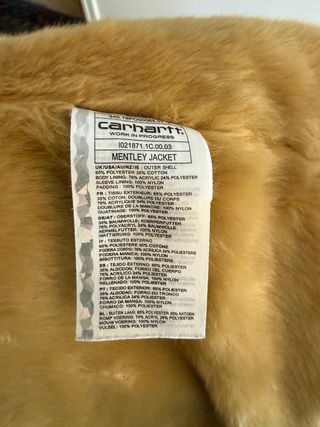 carhartt
WORK IN PROGRESS
I021871.1C.00.03
MENTLEY JACKET
UK/USA/AU/NZ/IE : OUTER SHELL
65% POLYESTER 35% COTTON
BODY LINING: 76% ACRYLIC 24% POLYESTER
SLEEVE LINING: 100% NYLON
PADDING : 100% POLYESTER
FR : TISSU EXTERIEUR: 65% POLYESTER
35% COTON. DOUBLURE DU CORPS
76% ACRYLIQUE 24% POLYESTER
DOUBLURE DE LA MANCHE: 100% NYLON
OUATINAGE: 100% POLYESTER
DE/AT : OBERSTOFF: 65% POLYESTER
35% BAUMWOLLE
76% POLYACRYL 24% POLYESTER
ÄRMELFUTTER: 100% NYLON
WATTIERUNG: 100% POLYESTER
IT : TESSUTO ESTERNO
65% POLIESTERE 35% COTONE
FODERA CORPO: 76% ACRILICA 24% POLIESTERE
FODERA MANICA: 100% NYLON
100% POLIESTERE
ES : TEJIDO EXTERNO: 65% POLIESTER
35% ALGODON. FORRO DEL CUERPO
76% ACRILICO 24% POLIESTER
FORRO DE LA MANGA: 100% NYLON
RELLENADO: 100% POLIESTER
PT : TECIDO EXTERIOR: 65% POLIESTER
35% ALGODAO. FORRO DO TRONCO
76% ACRILICA 24% POLIESTER
FORRO DA MANGA: 100% NYLON
CHUMACO: 100% POLIESTER
NL : BUITEN LAAG: 65% POLYESTER 35% KATOEN
ROMP VOERING: 76% ACRYL 24% POLYESTER
MOUW VOERING: 100% NYLON
VULSEL: 100% POLYESTER